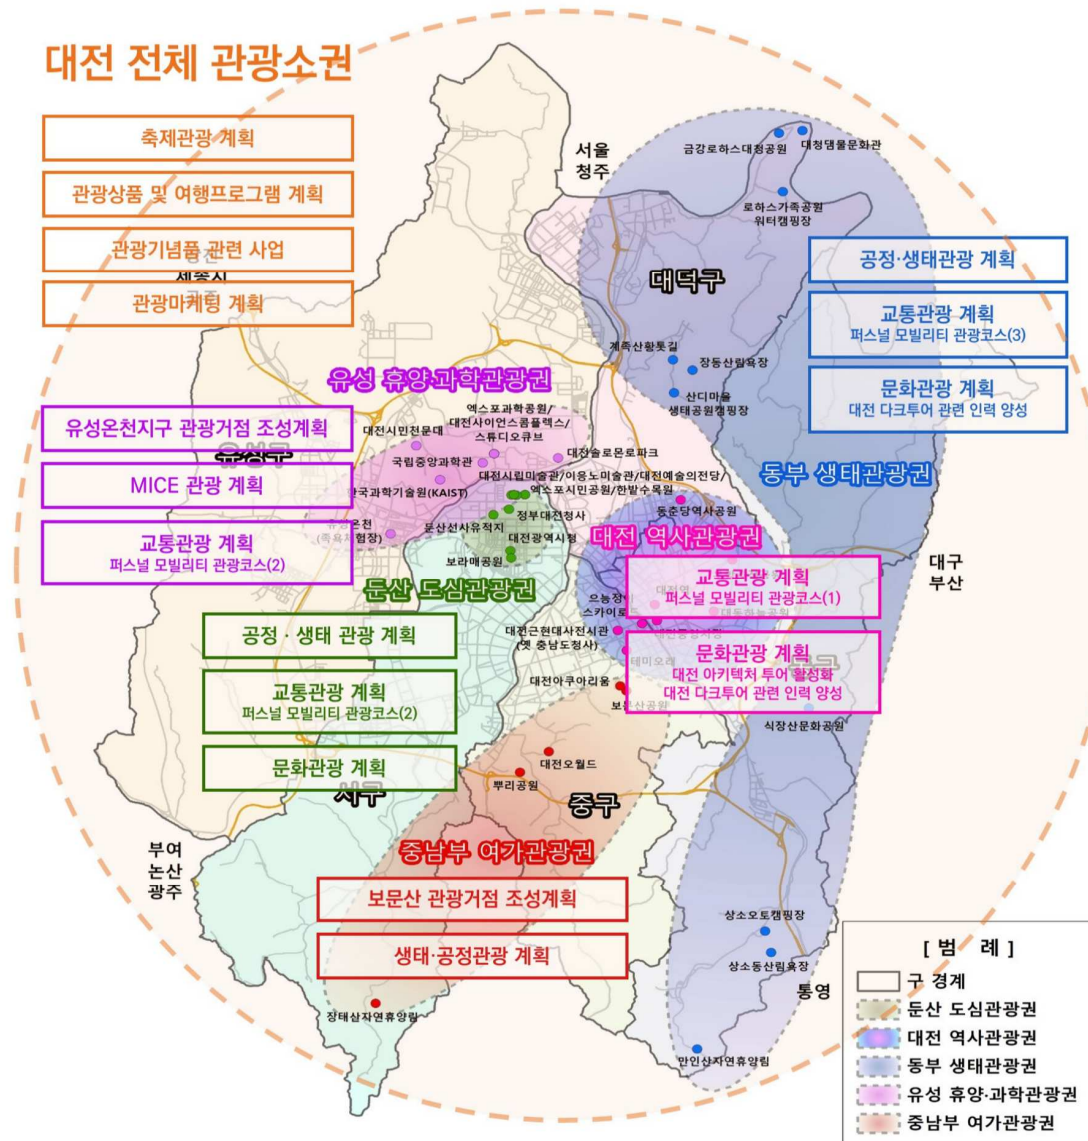 대전 전체 관광소권
축제관광 계획
관광상품 및 여행프로그램 계획
관광기념품 관련 사업
관광마케팅 계획
서울
청주
금강로하스대청공원
대청댐물문화관
로하스가족공원
워터캠핑장
대덕구
공정·생태관광 계획
교통관광 계획
퍼스널 모빌리티 관광코스(3)
문화관광 계획
대전 다크투어 관련 인력 양성
동부 생태관광권
계족산황톳길
장동산림욕장
산디마을
생태공원캠핑장
유성 휴양·과학관광권
유성온천지구 관광거점 조성계획
유성구
MICE 관광 계획
교통관광 계획
퍼스널 모빌리티 관광코스(2)
엑스포과학공원/
대전사이언스콤플렉스/
스튜디오큐브
대전시민천문대
국립중앙과학관
대전솔로몬로파크
한국과학기술원(KAIST)
대전시립미술관/이응노미술관/대전예술의전당/
엑스포시민공원/한밭수목원
유성온천
(족욕체험장)
둔산선사유적지
정부대전청사
대전광역시청
보라매공원
동춘당역사공원
대전 역사관광권
대구
부산
둔산 도심관광권
공정 · 생태 관광 계획
교통관광 계획
퍼스널 모빌리티 관광코스(2)
문화관광 계획
교통관광 계획
퍼스널 모빌리티 관광코스(1)
문화관광 계획
대전 아키텍처 투어 활성화
대전 다크투어 관련 인력 양성
으능정이
스카이로드
대전근현대사전시관
(옛 충남도청사)
테미오래
대전아쿠아리움
보문산공원
식장산문화공원
대전오월드
뿌리공원
서구
중구
부여
논산
광주
중남부 여가관광권
보문산 관광거점 조성계획
생태·공정관광 계획
장태산자연휴양림
상소오토캠핑장
상소동산림욕장
통영
만인산자연휴양림
[ 범 례 ]
구 경계
둔산 도심관광권
대전 역사관광권
동부 생태관광권
유성 휴양·과학관광권
중남부 여가관광권